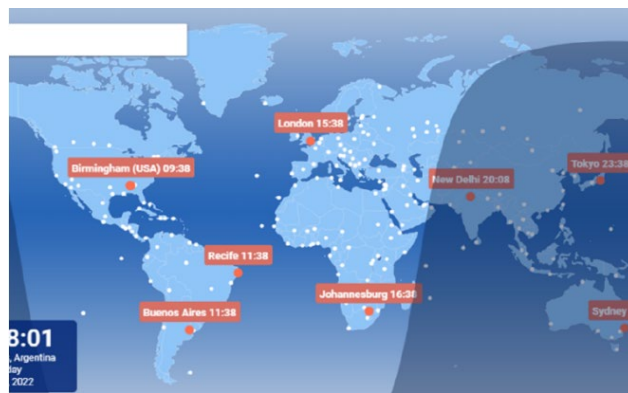 London 15:38
Birmingham (USA) 09:38
Tokyo 23:38
New Delhi 20:08
Recife 11:38
Johannesburg 16:38
Buenos Aires 11:38
Sydney
8:01
, Argentina
day
2022